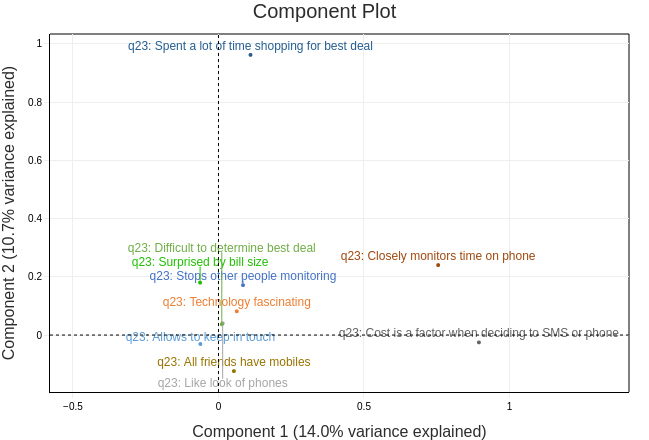 Component Plot
1
q23: Spent a lot of time shopping for best deal
0.8
0.6
0.4
q23: Difficult to determine best deal
q23: Closely monitors time on phone
q23: Surprised by bill size
0.2
q23: Stops other people monitoring
q23: Technology fascinating
0
q23: Allows to keep in touch
q23: Cost is a factor when deciding to SMS or phone
q23: All friends have mobiles
q23: Like look of phones
−0.5
0
0.5
1
Component 1 (14.0% variance explained)
Component 2 (10.7% variance explained)